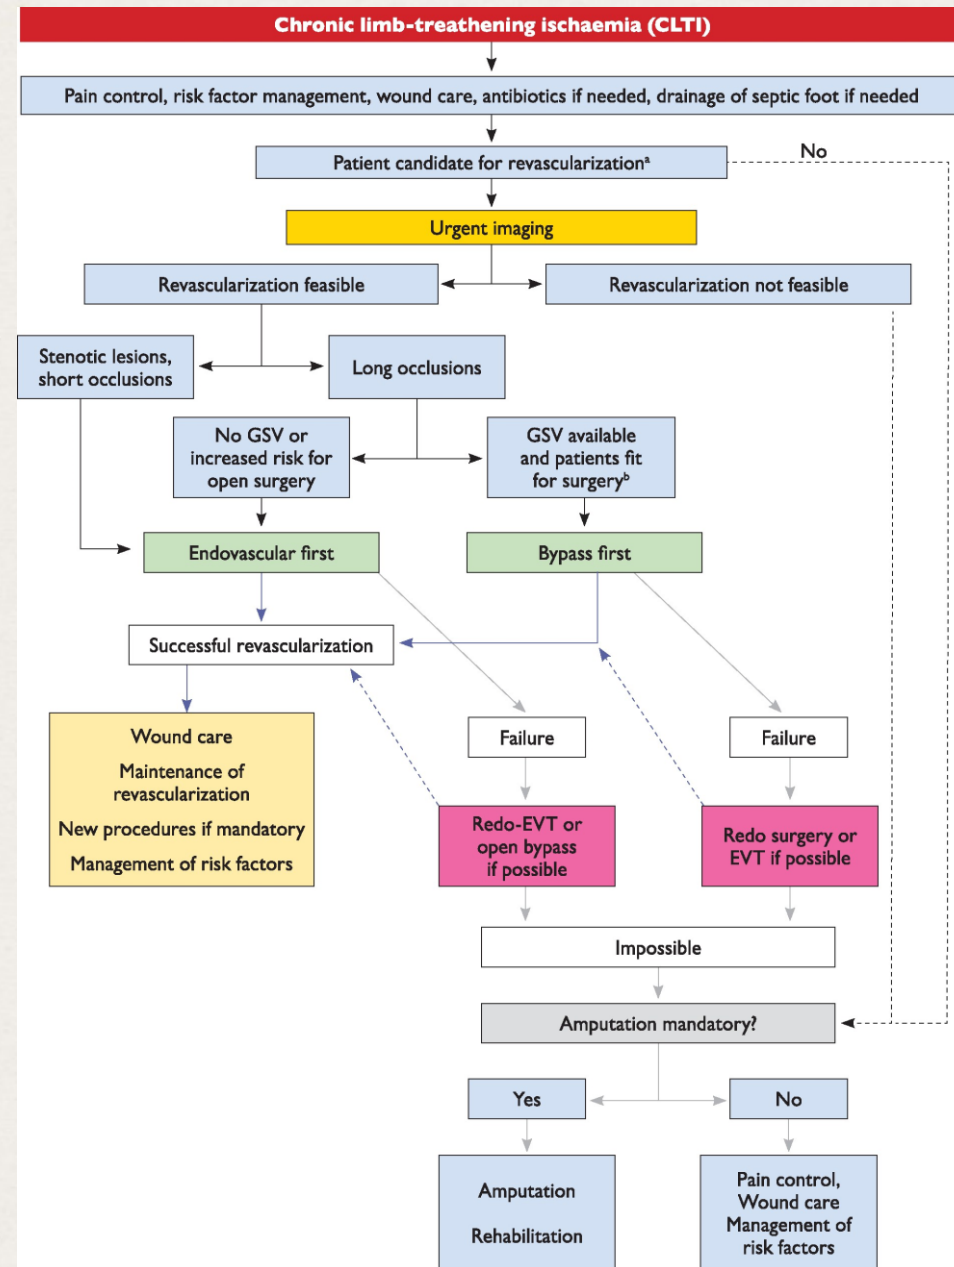 Chronic limb-treathening ischaemia (CLTI)
Pain control, risk factor management, wound care, antibiotics if needed, drainage of septic foot if needed
Patient candidate for revascularizationᵃ
No
Urgent imaging
Revascularization feasible
Revascularization not feasible
Stenotic lesions,
short occlusions
Long occlusions
No GSV or
increased risk for
open surgery
GSV available
and patients fit
for surgeryᵇ
Endovascular first
Bypass first
Successful revascularization
Wound care
Maintenance of
revascularization
New procedures if mandatory
Management of risk factors
Failure
Failure
Redo-EVT or
open bypass
if possible
Redo surgery or
EVT if possible
Impossible
Amputation mandatory?
Yes
No
Amputation
Rehabilitation
Pain control,
Wound care
Management of
risk factors